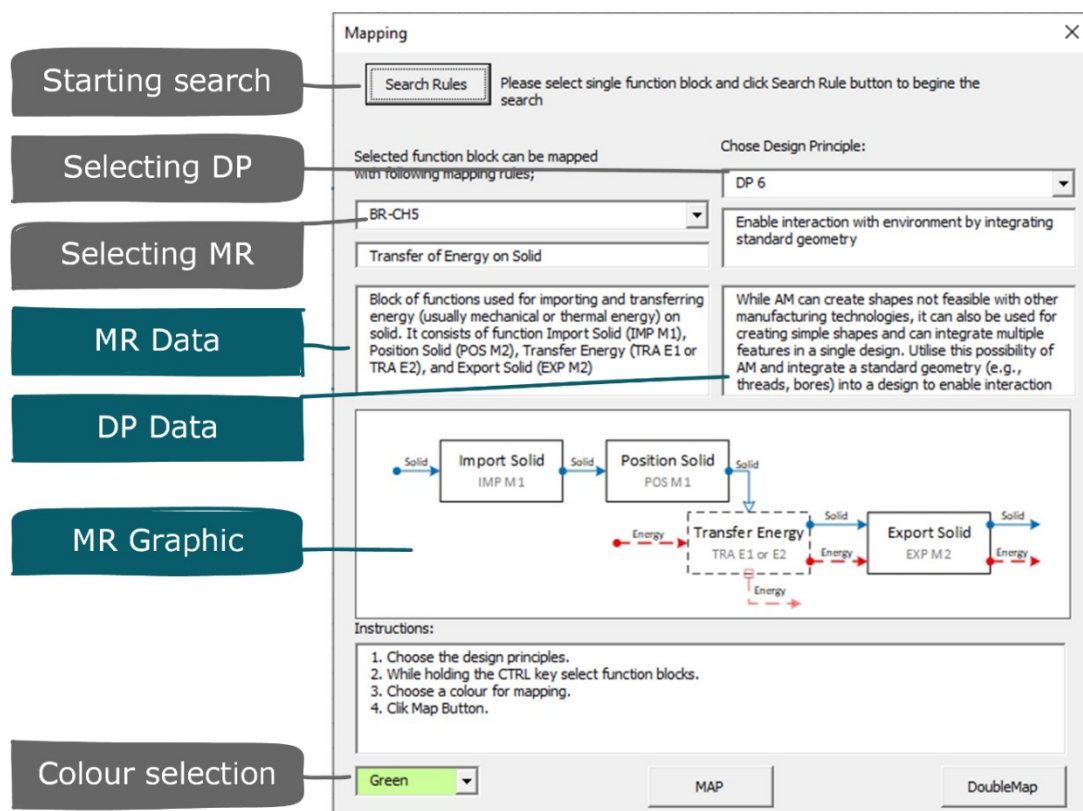 Mapping
Starting search
Search Rules
Please select single function block and click Search Rule button to begine the
search
Selecting DP
Selected function block can be mapped
with following mapping rules;
Chose Design Principle:
DP 6
Selecting MR
BR-CH5
Transfer of Energy on Solid
Enable interaction with environment by integrating
standard geometry
MR Data
Block of functions used for importing and transferring
energy (usually mechanical or thermal energy) on
solid. It consists of function Import Solid (IMP M1),
Position Solid (POS M2), Transfer Energy (TRA E1 or
TRA E2), and Export Solid (EXP M2)
DP Data
While AM can create shapes not feasible with other
manufacturing technologies, it can also be used for
creating simple shapes and can integrate multiple
features in a single design. Utilise this possibility of
AM and integrate a standard geometry (e.g.,
threads, bores) into a design to enable interaction
MR Graphic
Solid
Import Solid
IMP M1
Solid
Position Solid
POS M1
Solid
Energy
Transfer Energy
TRA E1 or E2
Solid
Energy
Energy
Export Solid
EXP M2
Solid
Energy
Instructions:
1. Choose the design principles.
2. While holding the CTRL key select function blocks.
3. Choose a colour for mapping.
4. Clik Map Button.
Colour selection
Green
MAP
DoubleMap